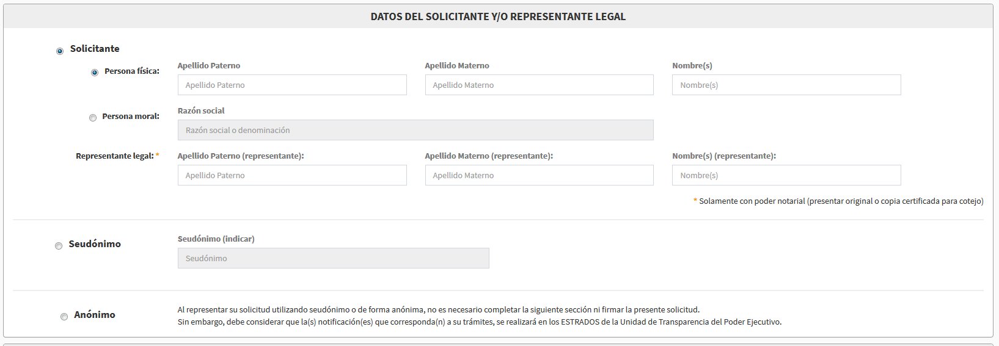 DATOS DEL SOLICITANTE Y/O REPRESENTANTE LEGAL
Solicitante
Persona física:
Apellido Paterno
Apellido Materno
Nombre(s)
Apellido Paterno
Apellido Materno
Nombre(s)
Persona moral:
Razón social
Razón social o denominación
Representante legal: *
Apellido Paterno (representante):
Apellido Materno (representante):
Nombre(s) (representante):
Apellido Paterno
Apellido Materno
Nombre(s)
* Solamente con poder notarial (presentar original o copia certificada para cotejo)
Seudónimo
Seudónimo (indicar)
Seudónimo
Anónimo
Al representar su solicitud utilizando seudónimo o de forma anónima, no es necesario completar la siguiente sección ni firmar la presente solicitud.
Sin embargo, debe considerar que la(s) notificación(es) que corresponda(n) a su trámites, se realizará en los ESTRADOS de la Unidad de Transparencia del Poder Ejecutivo.